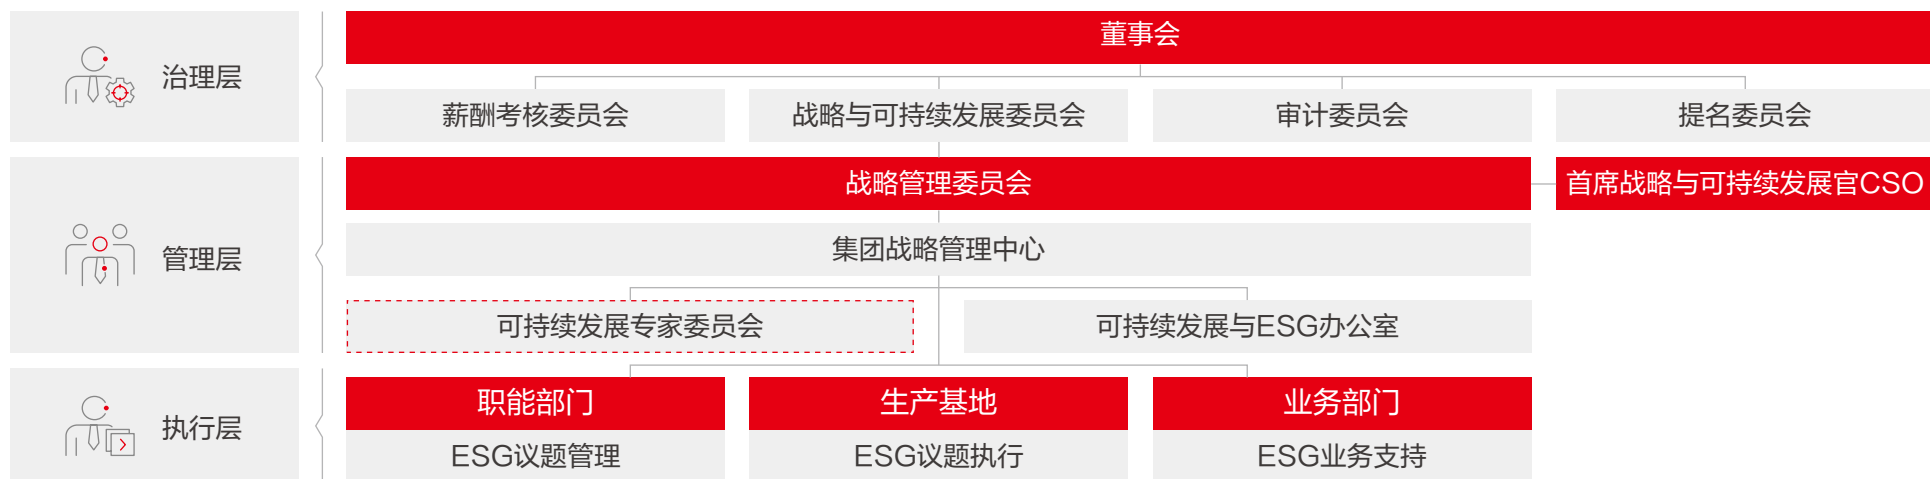 治理层
董事会
薪酬考核委员会
战略与可持续发展委员会
审计委员会
提名委员会
管理层
战略管理委员会
首席战略与可持续发展官CSO
集团战略管理中心
可持续发展专家委员会
可持续发展与ESG办公室
执行层
职能部门
生产基地
业务部门
ESG议题管理
ESG议题执行
ESG业务支持